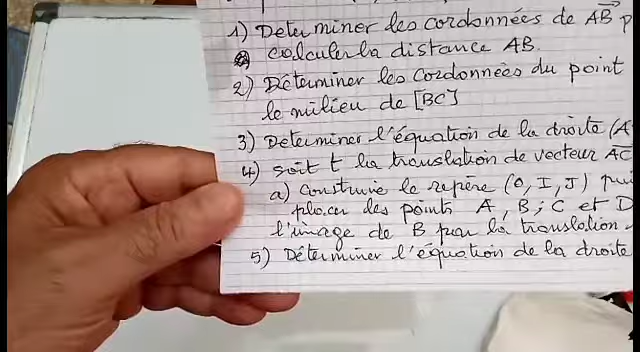 1) Determiner les cordonnées de AB p
calculer la distance AB.
2) Déterminer les Cordonnées du point
le milieu de [BC]
3) Determiner l'équation de la droite (A
4) soit t la translation de vecteur AC
a) Construire le repère (O, I, J) pui
placer les points A, B; C et D
l'image de B par la translation
5) Déterminer l'équation de la droite